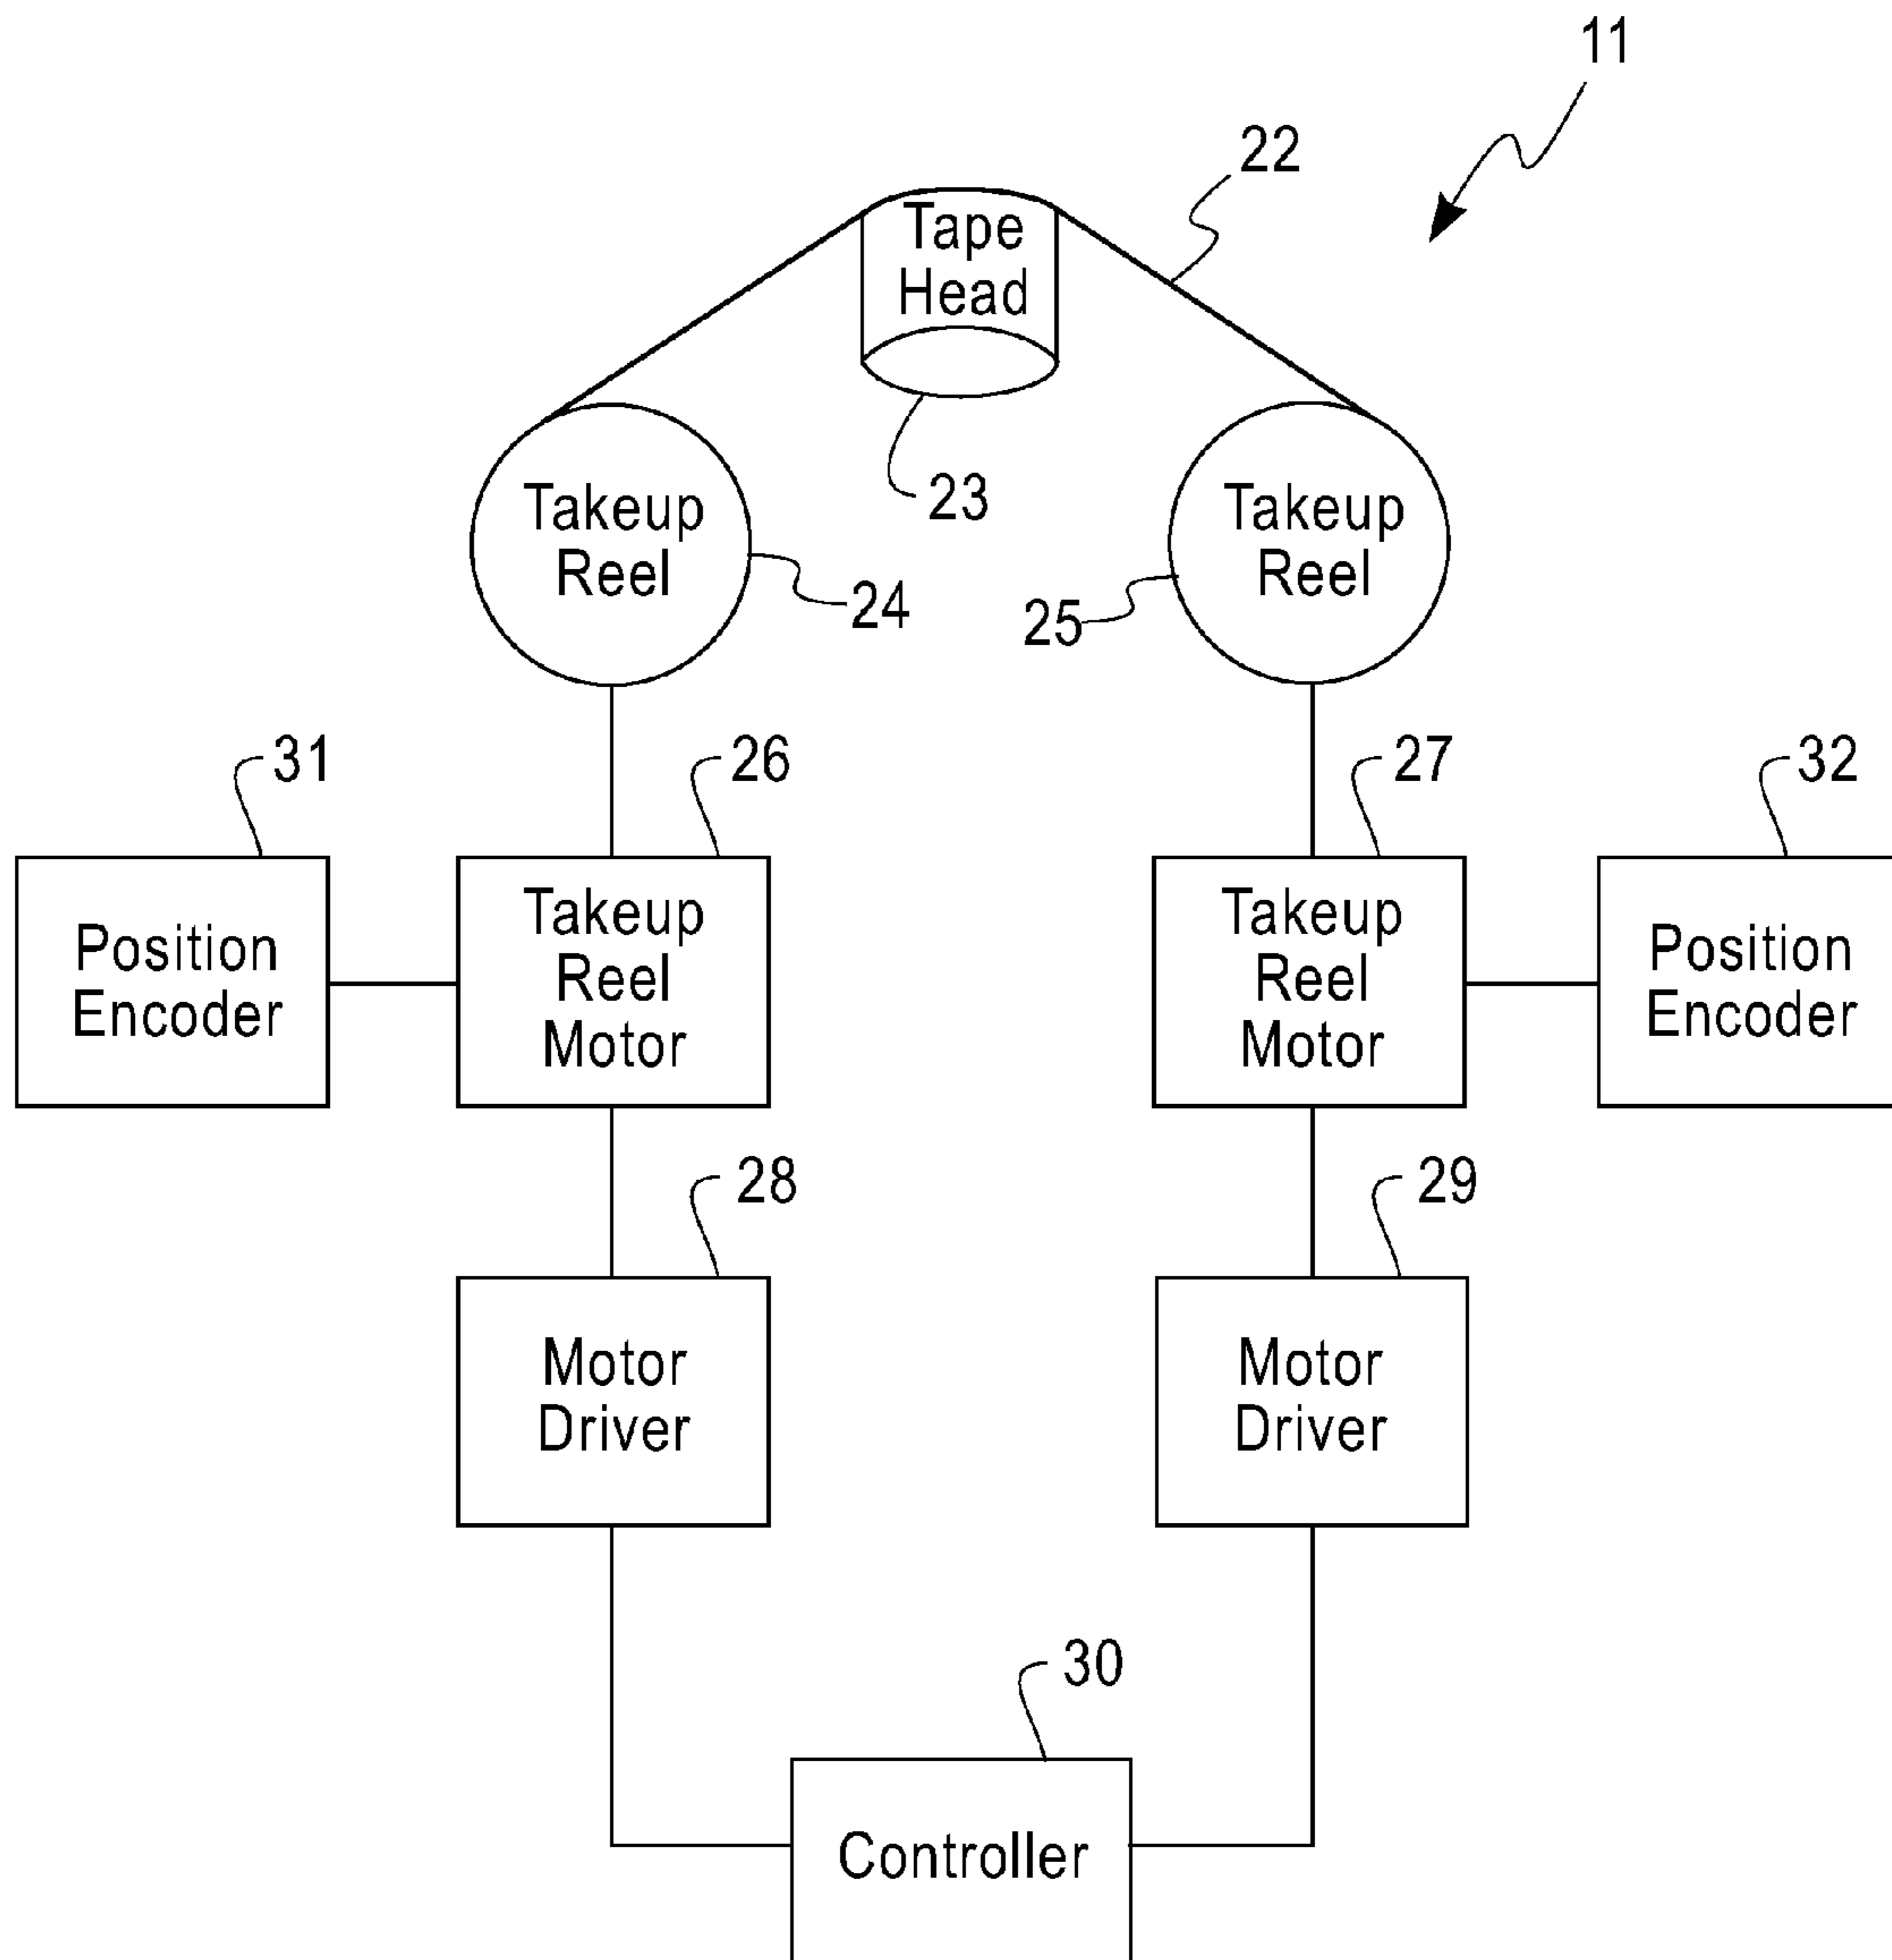 11
22
Tape
Head
23
Takeup
Reel
24
Takeup
Reel
25
31
26
27
32
Position
Encoder
Takeup
Reel
Motor
Takeup
Reel
Motor
Position
Encoder
28
29
Motor
Driver
Motor
Driver
30
Controller